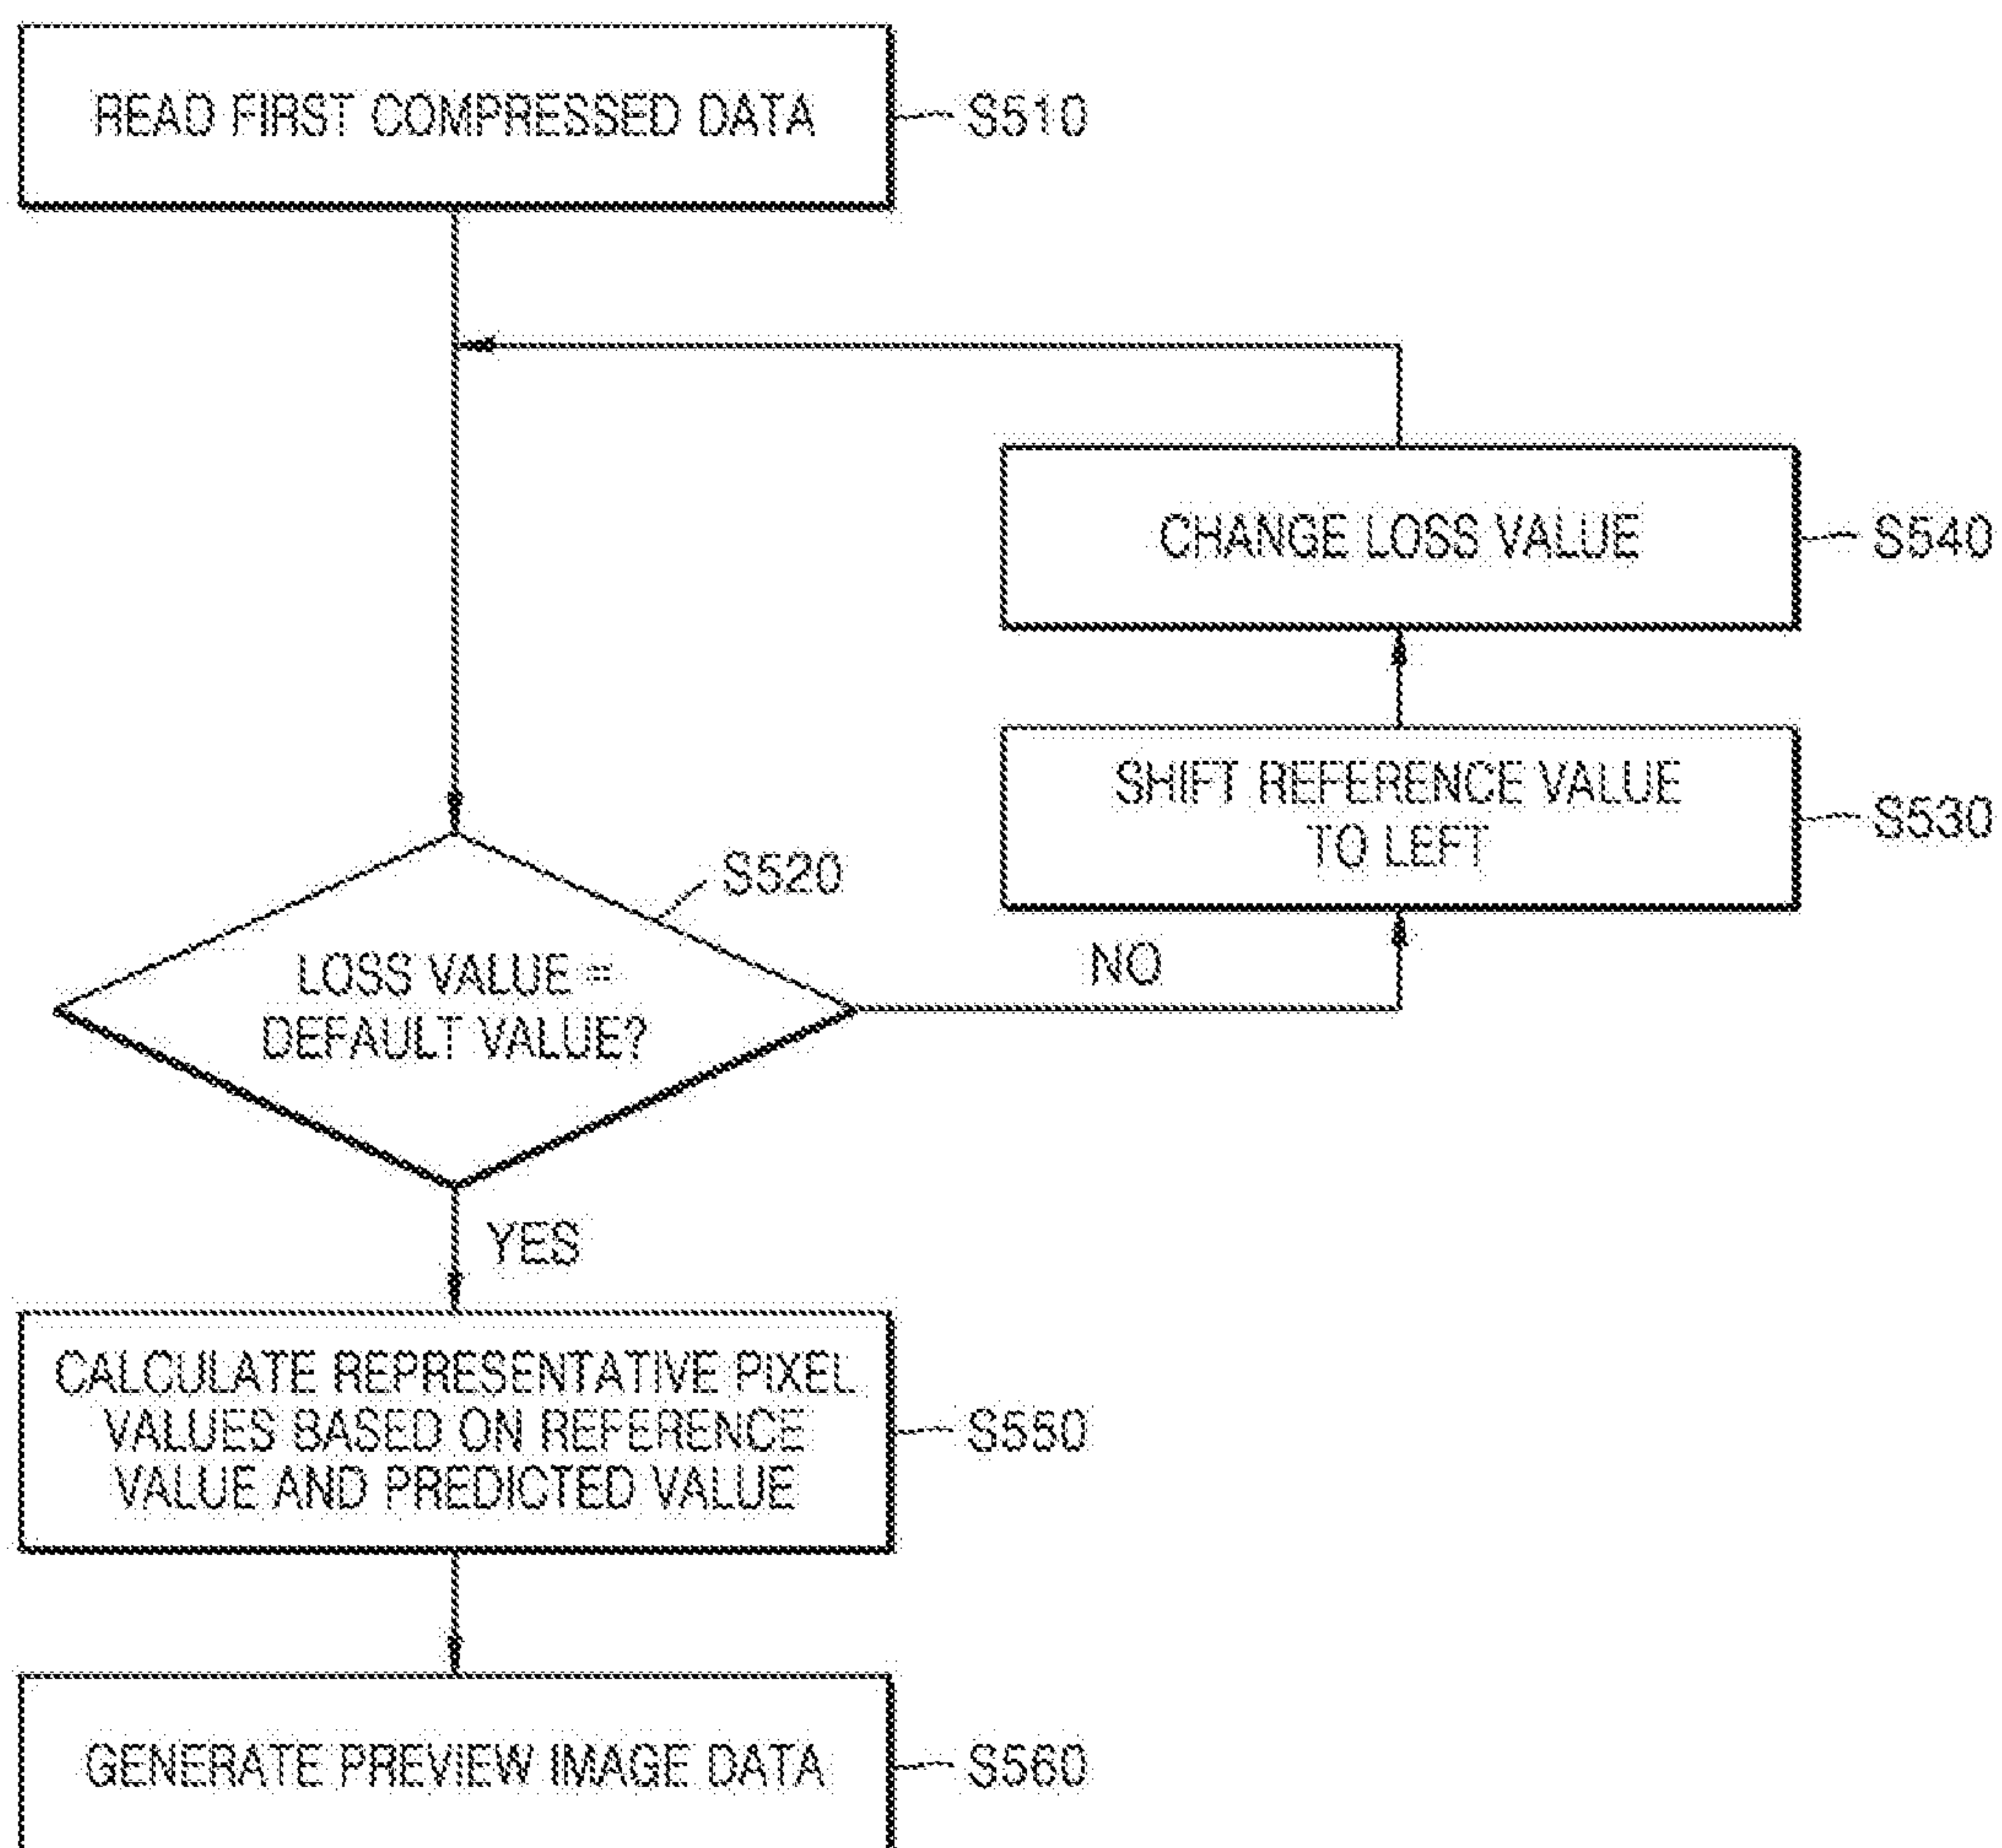 READ FIRST COMPRESSED DATA
S510
CHANGE LOSS VALUE
S540
SHIFT REFERENCE VALUE
TO LEFT
S530
S520
LOSS VALUE =
DEFAULT VALUE?
NO
YES
CALCULATE REPRESENTATIVE PIXEL
VALUES BASED ON REFERENCE
VALUE AND PREDICTED VALUE
S550
GENERATE PREVIEW IMAGE DATA
S560